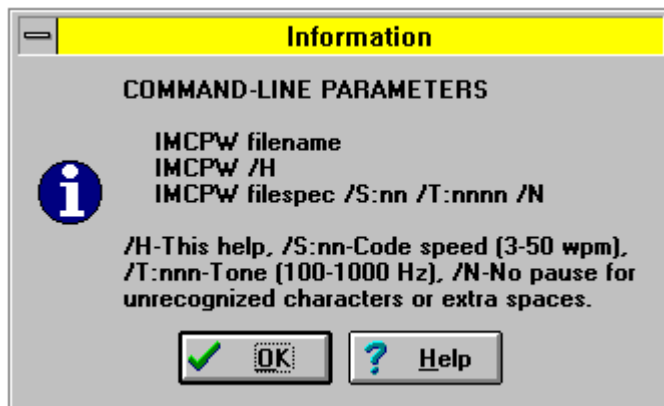 Information
COMMAND-LINE PARAMETERS
IMCPW filename
IMCPW /H
IMCPW filespec /S:nn /T:nnnn /N
/H-This help, /S:nn-Code speed (3-50 wpm),
/T:nnn-Tone (100-1000 Hz), /N-No pause for
unrecognized characters or extra spaces.
OK
? Help